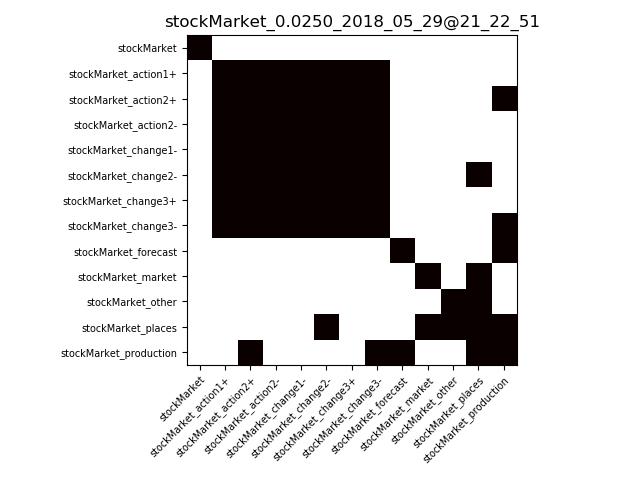 stockMarket_0.0250_2018_05_29@21_22_51
stockMarket
stockMarket_action1+
stockMarket_action2+
stockMarket_action2-
stockMarket_change1-
stockMarket_change2-
stockMarket_change3+
stockMarket_change3-
stockMarket_forecast
stockMarket_market
stockMarket_other
stockMarket_places
stockMarket_production
stockMarket
stockMarket_action1+
stockMarket_action2+
stockMarket_action2-
stockMarket_change1-
stockMarket_change2-
stockMarket_change3+
stockMarket_change3-
stockMarket_forecast
stockMarket_market
stockMarket_other
stockMarket_places
stockMarket_production